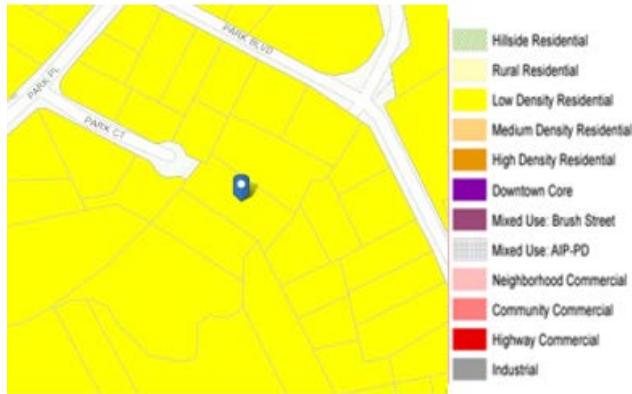 PARK BLVD
PARK PL
PARK CT
Hillside Residential
Rural Residential
Low Density Residential
Medium Density Residential
High Density Residential
Downtown Core
Mixed Use: Brush Street
Mixed Use: AIP-PD
Neighborhood Commercial
Community Commercial
Highway Commercial
Industrial